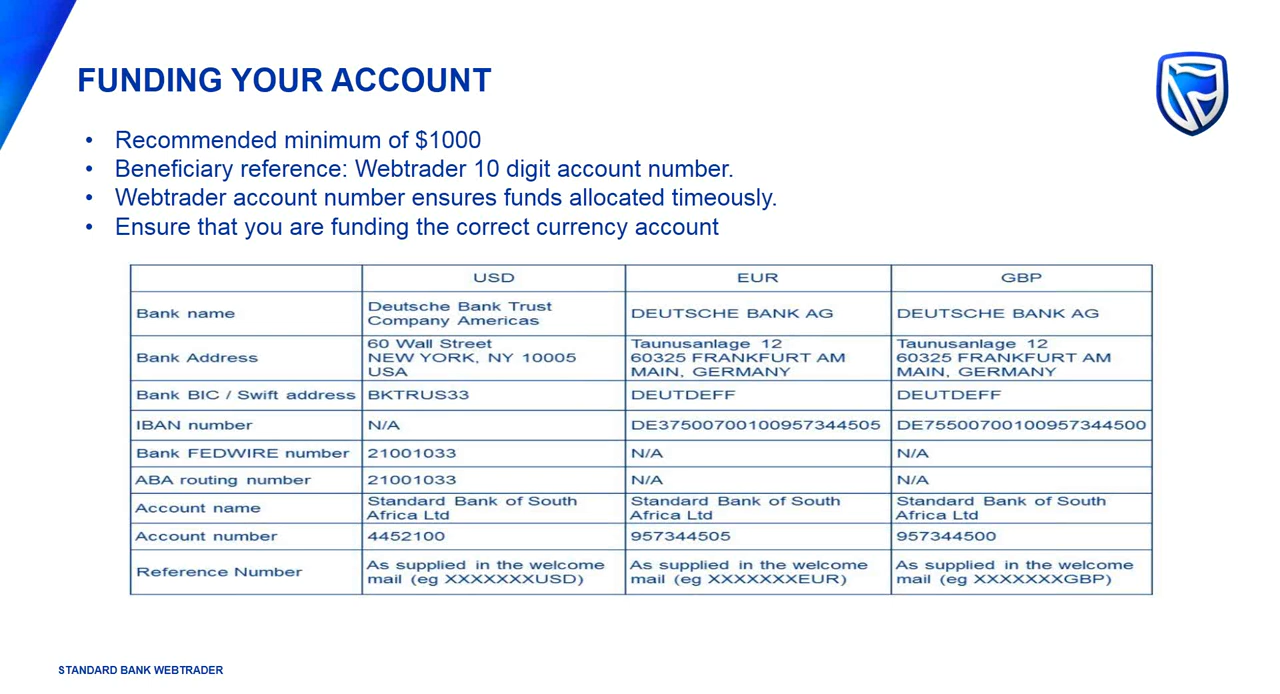 FUNDING YOUR ACCOUNT
• Recommended minimum of $1000
• Beneficiary reference: Webtrader 10 digit account number.
• Webtrader account number ensures funds allocated timeously.
• Ensure that you are funding the correct currency account
USD EUR GBP
Bank name
Deutsche Bank Trust
Company Americas
DEUTSCHE BANK AG
DEUTSCHE BANK AG
Bank Address
60 Wall Street
NEW YORK, NY 10005
USA
Taunusanlage 12
60325 FRANKFURT AM
MAIN, GERMANY
Taunusanlage 12
60325 FRANKFURT AM
MAIN, GERMANY
Bank BIC / Swift address BKTRUS33 DEUTDEFF DEUTDEFF
IBAN number N/A DE37500700100957344505 DE75500700100957344500
Bank FEDWIRE number 21001033 N/A N/A
ABA routing number 21001033 N/A N/A
Account name
Standard Bank of South
Africa Ltd
Standard Bank of South
Africa Ltd
Standard Bank of South
Africa Ltd
Account number 4452100 957344505 957344500
Reference Number
As supplied in the welcome
mail (eg XXXXXXXUSD)
As supplied in the welcome
mail (eg XXXXXXXEUR)
As supplied in the welcome
mail (eg XXXXXXXGBP)
STANDARD BANK WEBTRADER